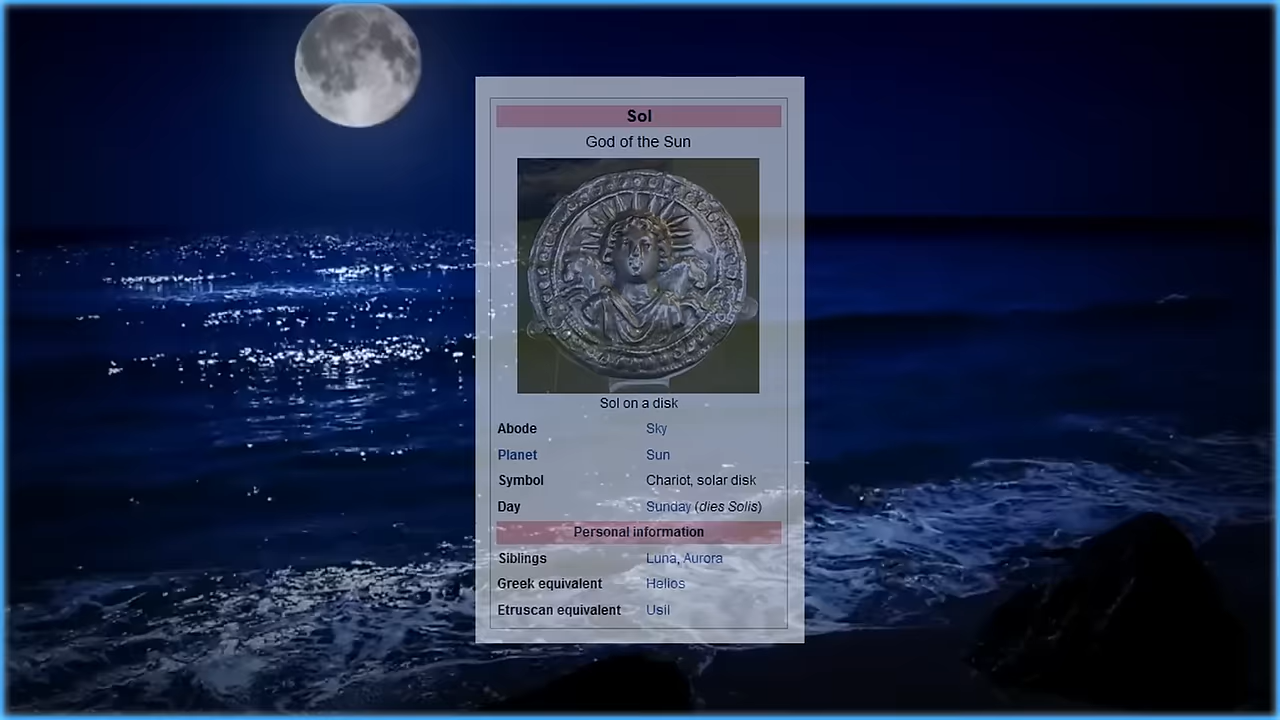 Sol
God of the Sun
Sol on a disk
Abode Sky
Planet Sun
Symbol Chariot, solar disk
Day Sunday (dies Solis)
Personal information
Siblings Luna, Aurora
Greek equivalent Helios
Etruscan equivalent Usil